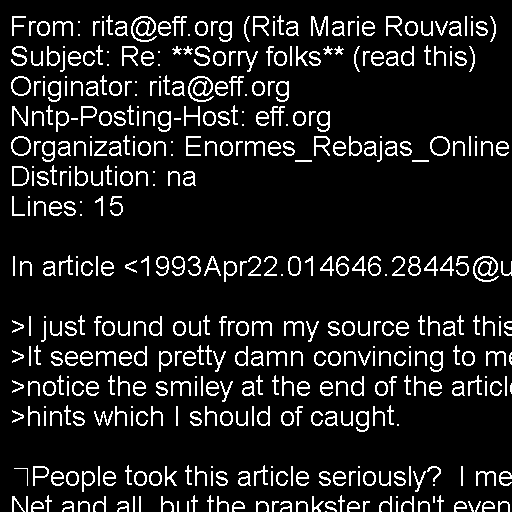 From: rita@eff.org (Rita Marie Rouvalis)
Subject: Re: **Sorry folks** (read this)
Originator: rita@eff.org
Nntp-Posting-Host: eff.org
Organization: Enormes_Rebajas_Online
Distribution: na
Lines: 15

In article <1993Apr22.014646.28445@u

>I just found out from my source that this
>It seemed pretty damn convincing to me
>notice the smiley at the end of the article
>hints which I should of caught.

People took this article seriously?  I me
Net and all, but the prankster didn't even